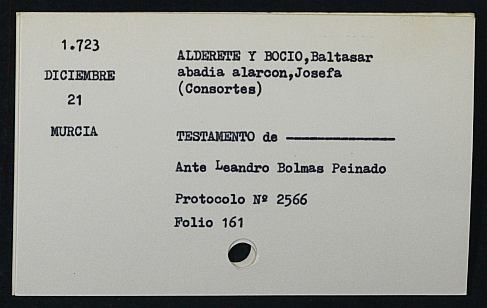 1.723
DICIEMBRE
21
MURCIA
ALDERETE Y BOCIO,Baltasar
abadia alarcon,Josefa
(Consortes)
TESTAMENTO de ———————
Ante Leandro Bolmas Peinado
Protocolo Nº 2566
Folio 161